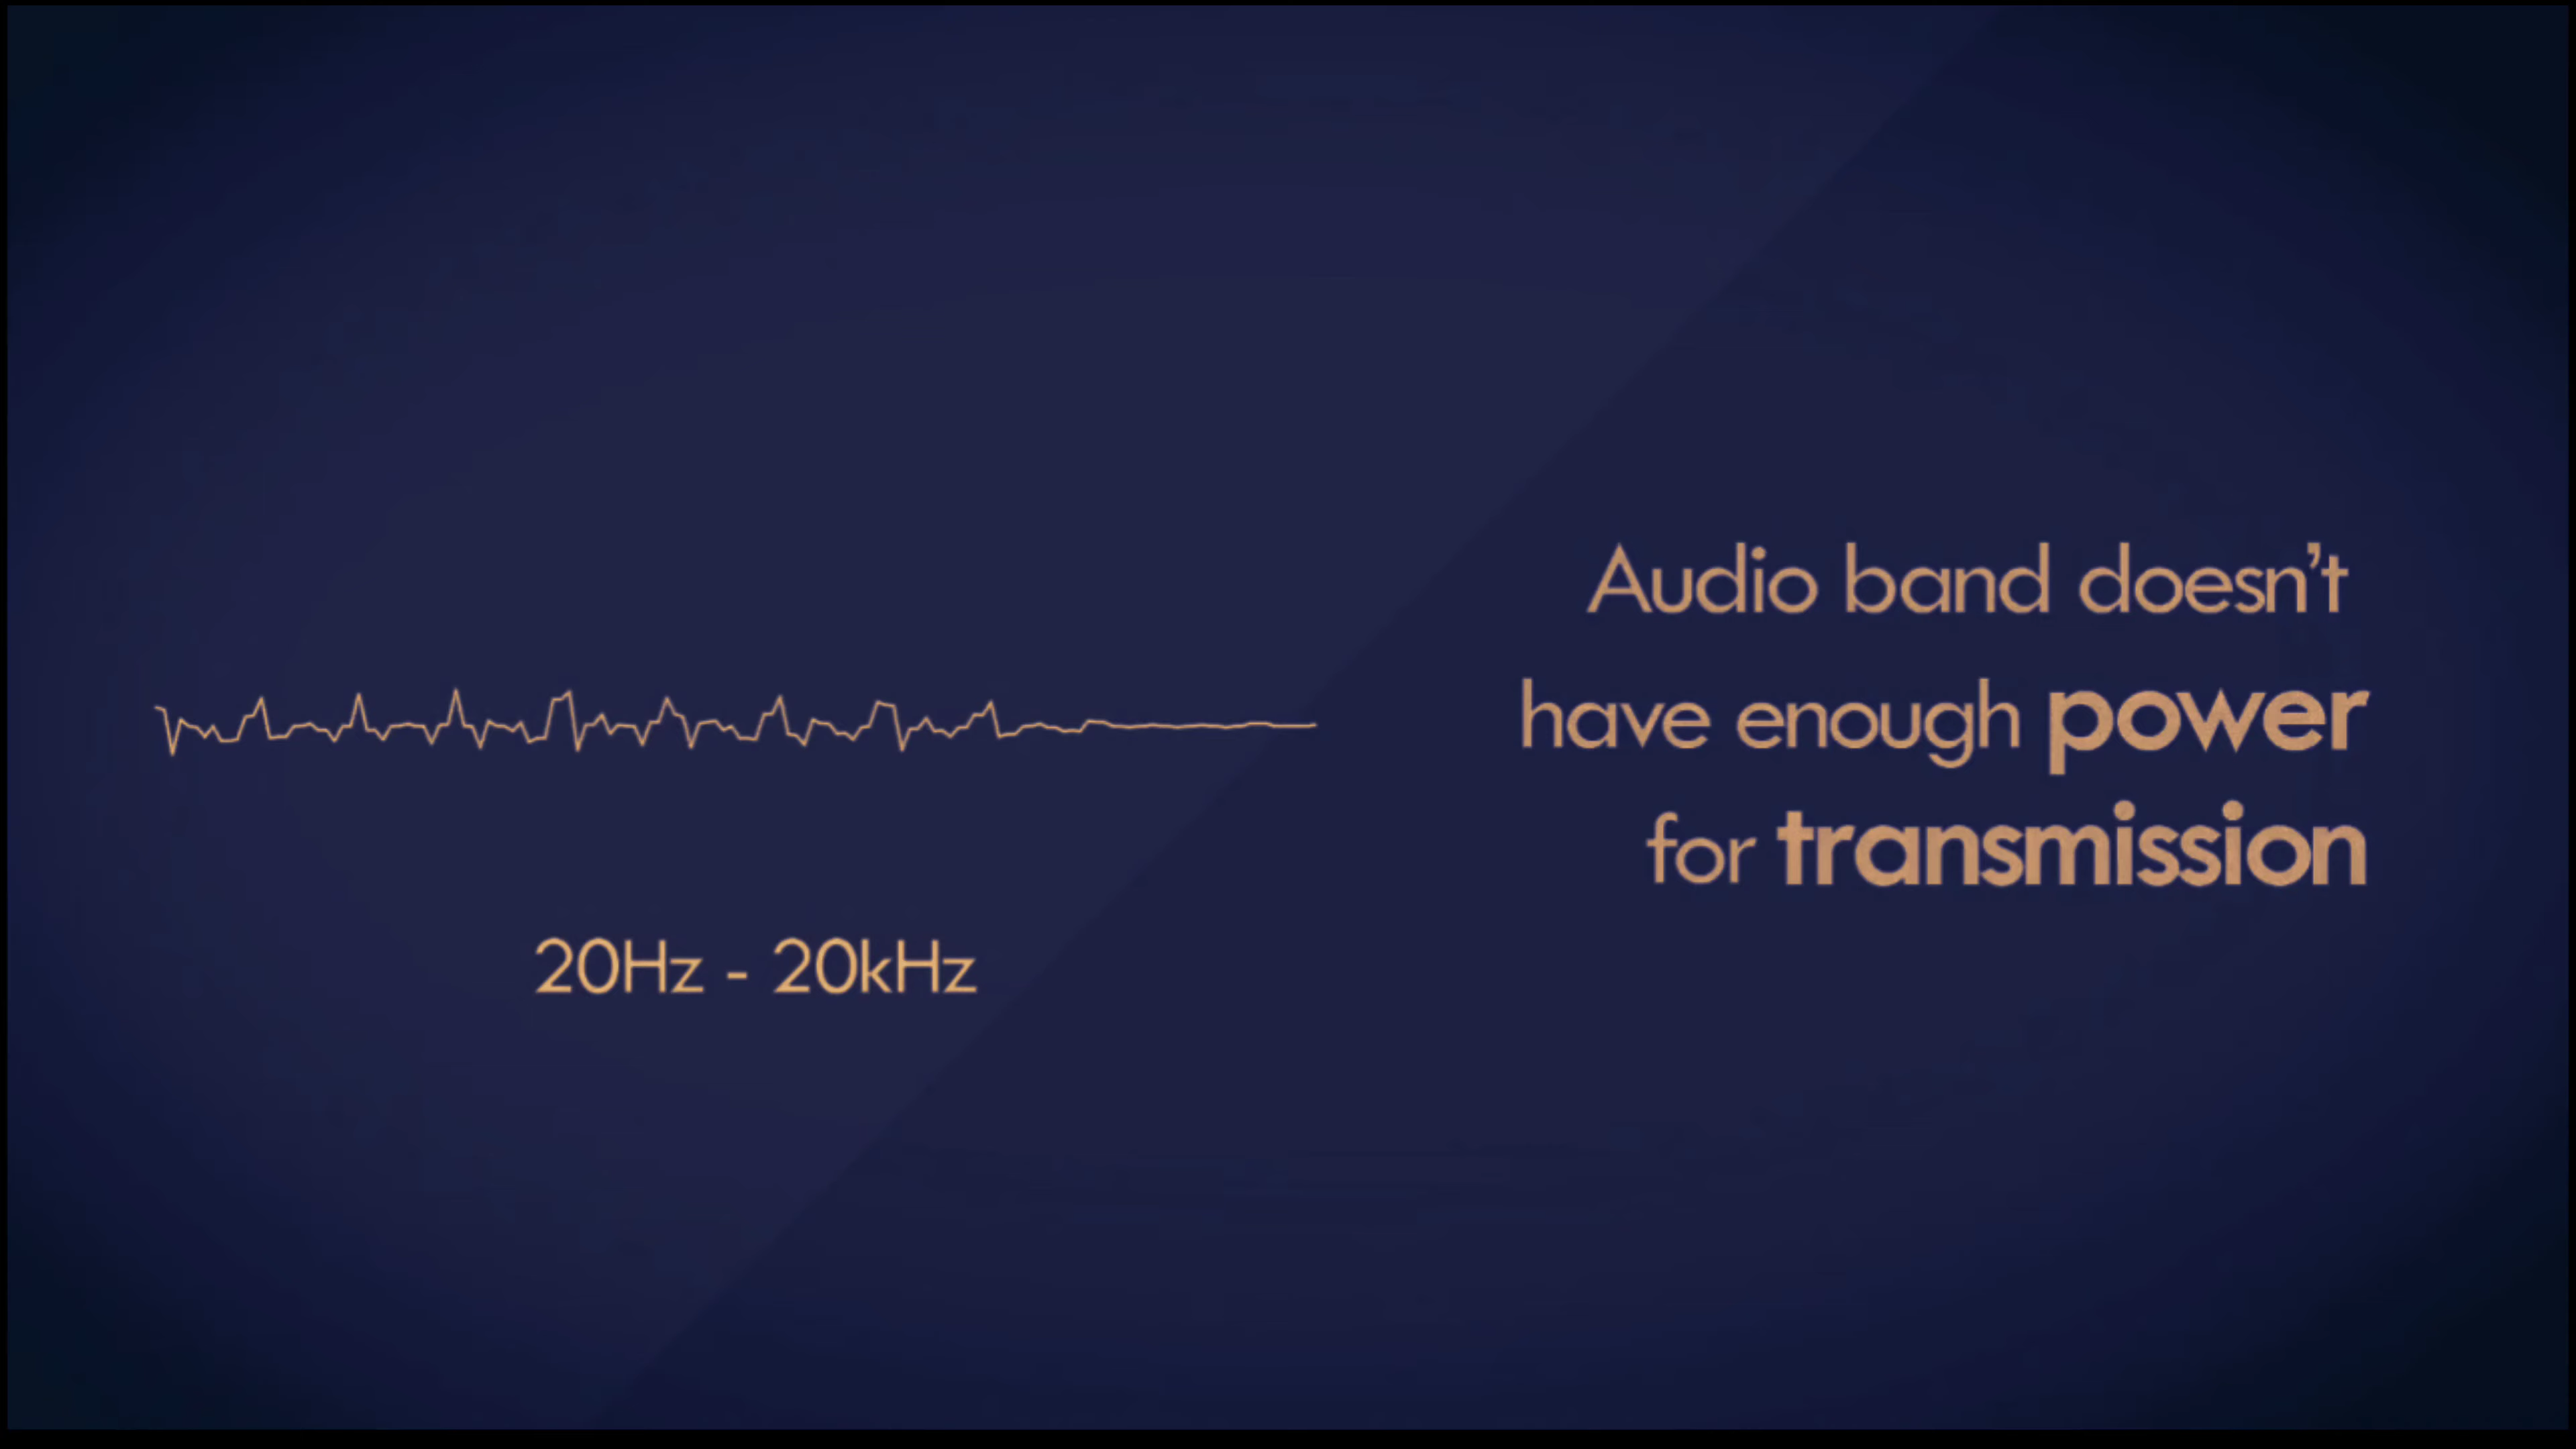 Audio band doesn’t
have enough power
for transmission
20Hz - 20kHz